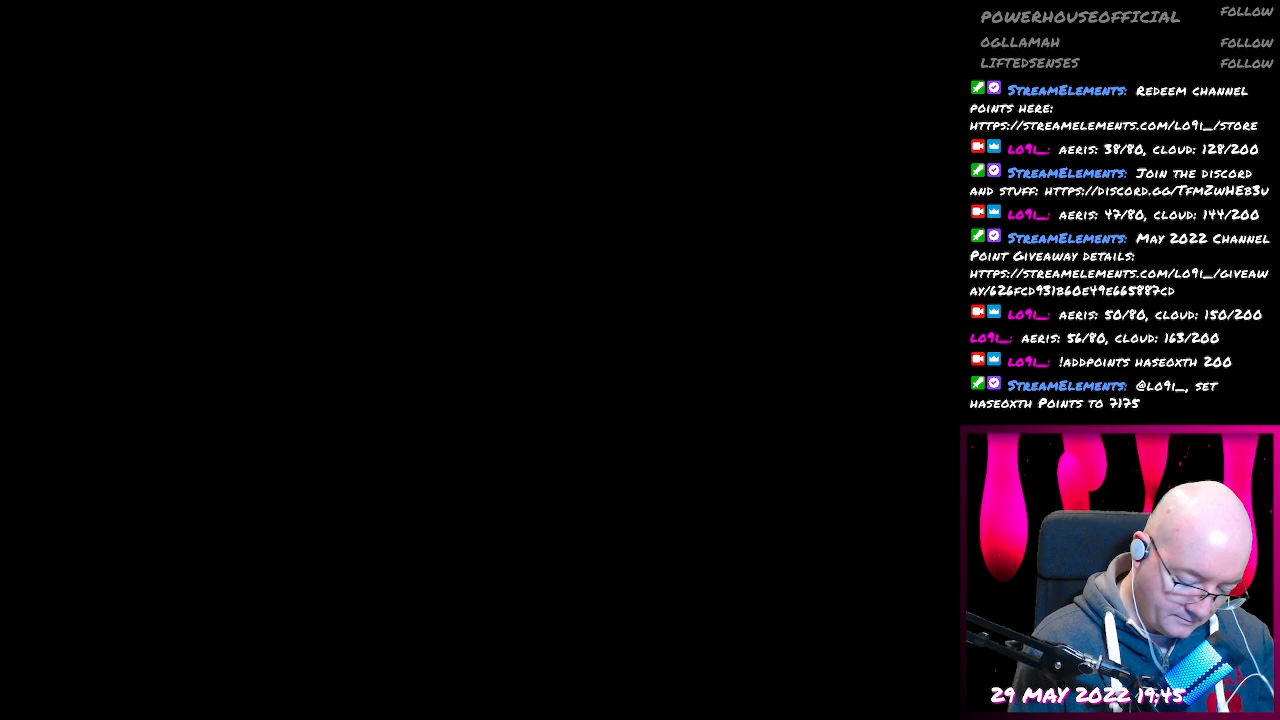 POWERHOUSEOFFICIAL FOLLOW
OGLLAMAH FOLLOW
LIFTEDSENSES FOLLOW
StreamElements: Redeem channel
points here:
https://streamelements.com/lo9i_/store
lo9i_: aeris: 38/80, cloud: 128/200
StreamElements: Join the discord
and stuff: https://discord.gg/TfmZwHE83u
lo9i_: aeris: 47/80, cloud: 144/200
StreamElements: May 2022 Channel
Point Giveaway details:
https://streamelements.com/lo9i_/giveaw
ay/626fcd931b60e49e665887cd
lo9i_: aeris: 50/80, cloud: 150/200
lo9i_: aeris: 56/80, cloud: 163/200
lo9i_: !addpoints haseoxth 200
StreamElements: @lo9i_, set
haseoxth Points to 7175
29 MAY 2022 19:45